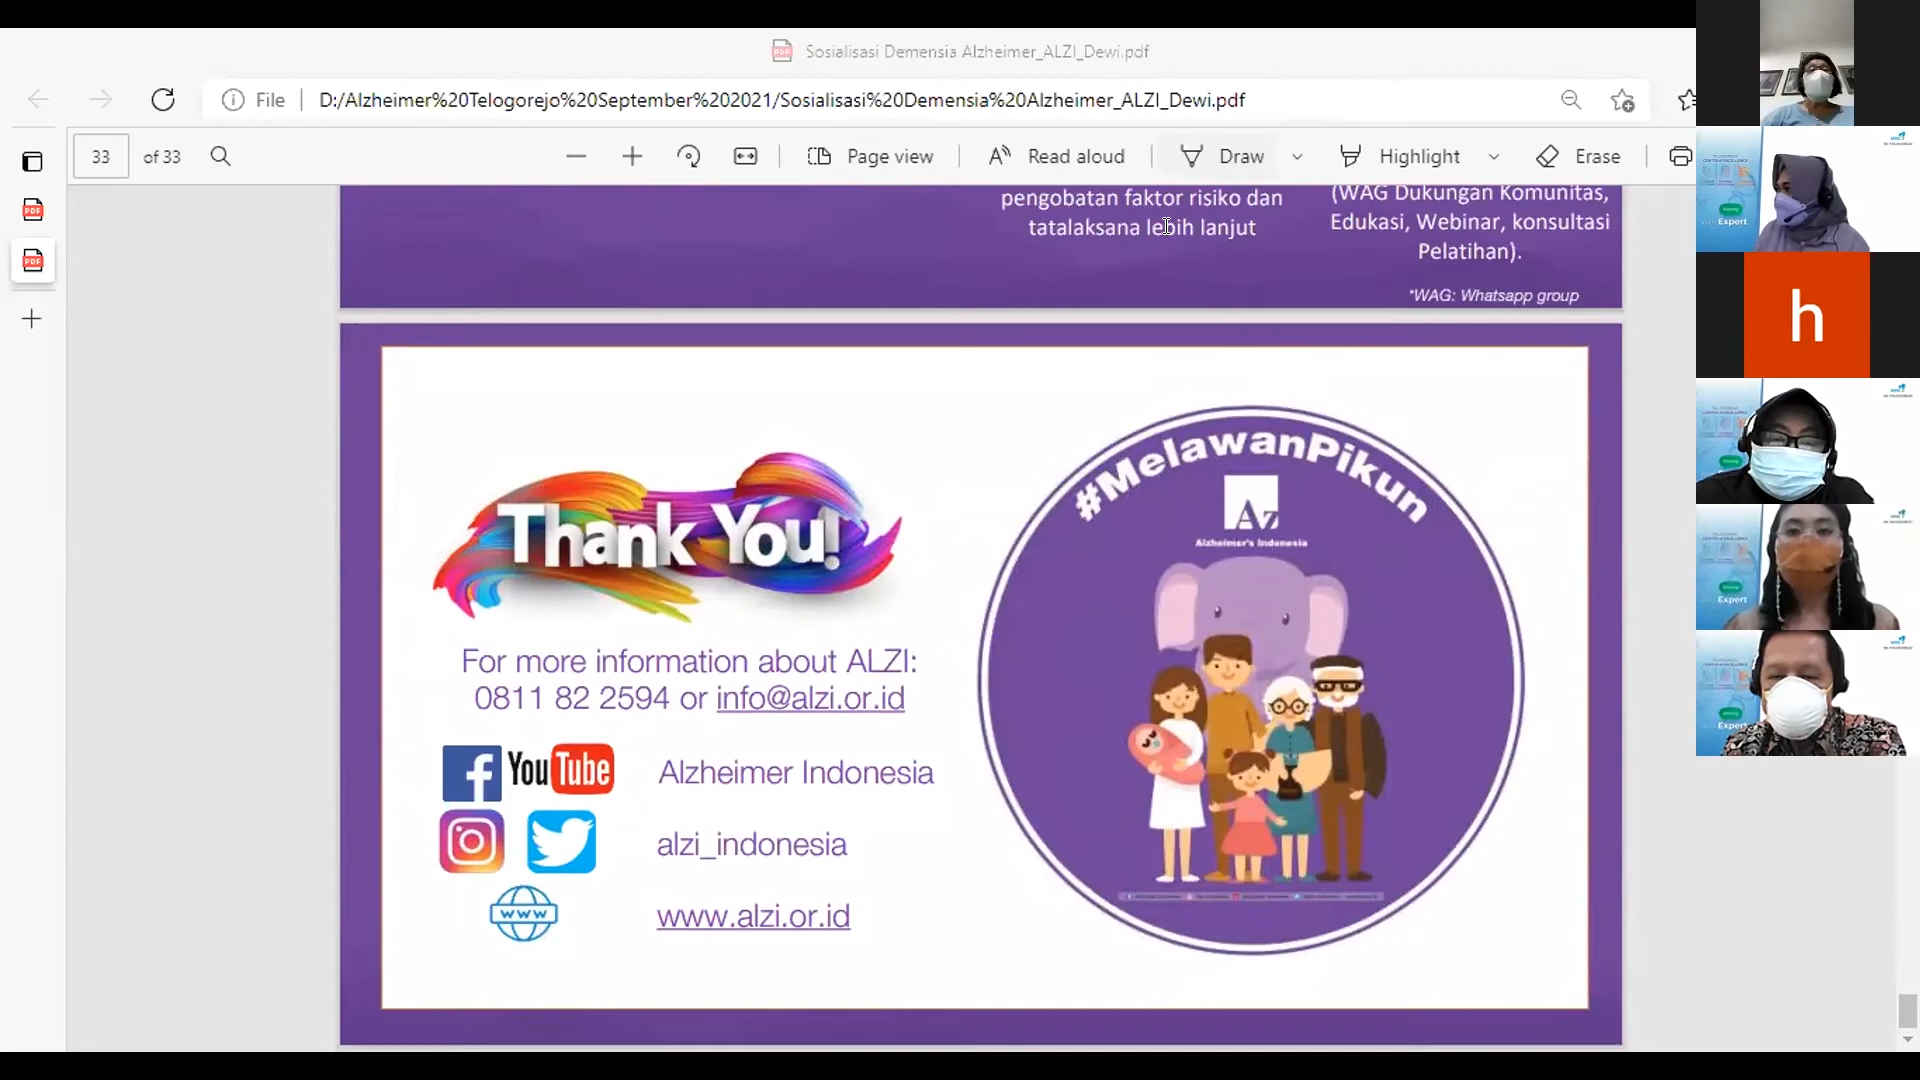 Sosialisasi Demensia Alzheimer_ALZI_Dewi.pdf
File
D:/Alzheimer%20Telogorejo%20September%202021/Sosialisasi%20Demensia%20Alzheimer_ALZI_Dewi.pdf
33 of 33
Page view
Read aloud
Draw
Highlight
Erase
pengobatan faktor risiko dan
tatalaksana lebih lanjut
(WAG Dukungan Komunitas,
Edukasi, Webinar, konsultasi
Pelatihan).
*WAG: Whatsapp group
Thank You!
For more information about ALZI:
0811 82 2594 or info@alzi.or.id
YouTube
Alzheimer Indonesia
alzi_indonesia
www
www.alzi.or.id
#MelawanPikun
Alzheimer's Indonesia
h
Expert
Expert
Expert